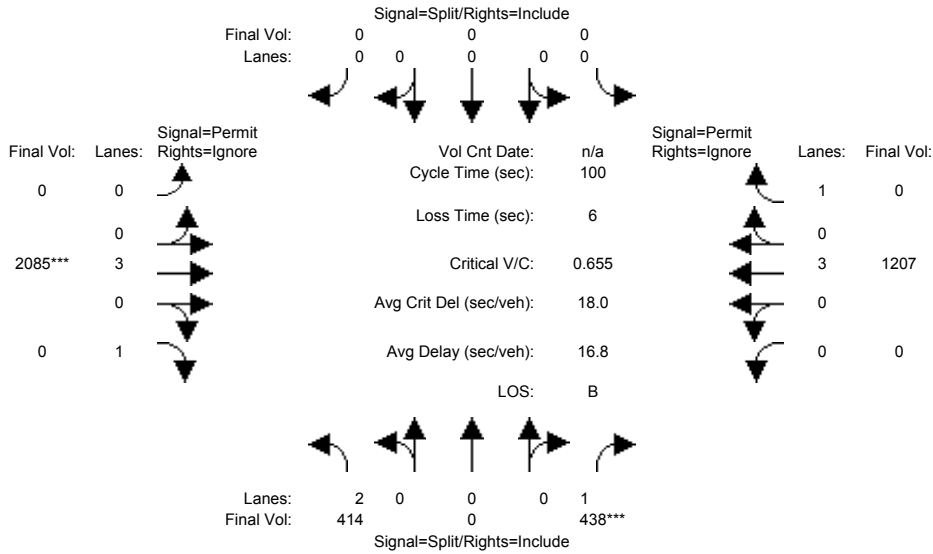 Signal=Split/Rights=Include
Final Vol: 0 0 0
Lanes: 0 0 0 0 0
Signal=Permit Signal=Permit
Final Vol: Lanes: Rights=Ignore Vol Cnt Date: n/a Rights=Ignore Lanes: Final Vol:
Cycle Time (sec): 100
0 0 1 0
Loss Time (sec): 6
0 0
2085*** 3 Critical V/C: 0.655 3 1207
0 Avg Crit Del (sec/veh): 18.0 0
0 1 Avg Delay (sec/veh): 16.8 0 0
LOS: B
Lanes: 2 0 0 0 1
Final Vol: 414 0 438***
Signal=Split/Rights=Include